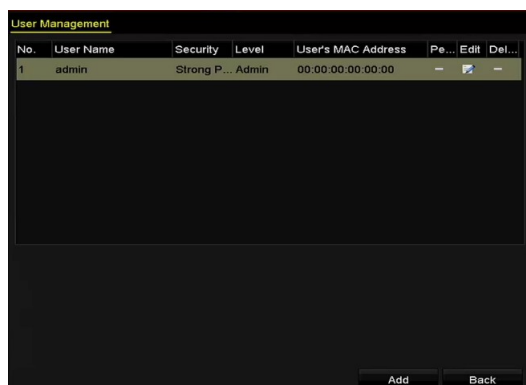 User Management
No. User Name Security Level User's MAC Address Pe... Edit Del...
1 admin Strong P... Admin 00:00:00:00:00:00 – –
Add Back